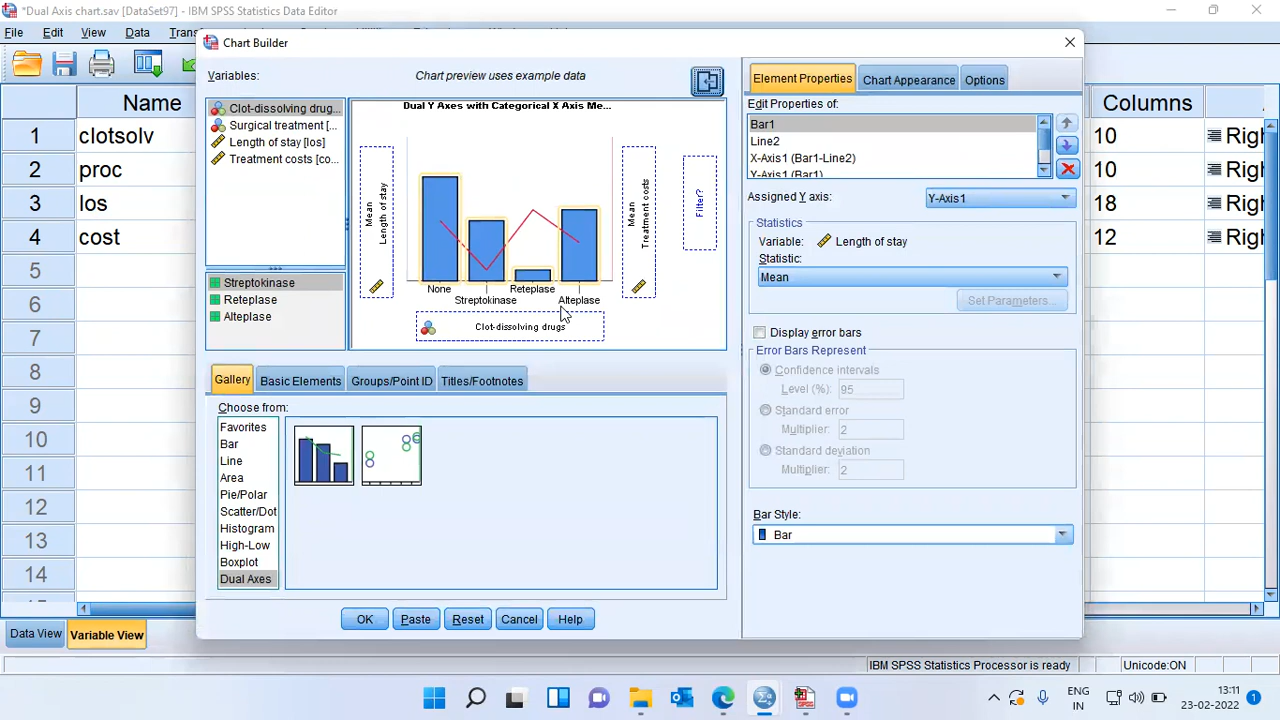 *Dual Axis chart.sav [DataSet97] - IBM SPSS Statistics Data Editor
File Edit View Data
Chart Builder
Name
Columns
1 clotsolv 10
2 proc 10
3 los 18
4 cost 12
5
6
7
8
9
10
11
12
13
14
Variables:
Chart preview uses example data
Clot-dissolving drug...
Surgical treatment [...
Length of stay [los]
Treatment costs [co...
Streptokinase
Reteplase
Alteplase
Dual Y Axes with Categorical X Axis Me...
Mean
Length of stay
Mean
Treatment costs
Filter?
None
Streptokinase
Reteplase
Alteplase
Clot-dissolving drugs
Gallery
Basic Elements
Groups/Point ID
Titles/Footnotes
Choose from:
Favorites
Bar
Line
Area
Pie/Polar
Scatter/Dot
Histogram
High-Low
Boxplot
Dual Axes
OK
Paste
Reset
Cancel
Help
Element Properties
Chart Appearance
Options
Edit Properties of:
Bar1
Line2
X-Axis1 (Bar1-Line2)
Y-Axis1 (Bar1)
Assigned Y axis: Y-Axis1
Statistics
Variable: Length of stay
Statistic:
Mean
Set Parameters...
Display error bars
Error Bars Represent
Confidence intervals
Level (%): 95
Standard error
Multiplier: 2
Standard deviation
Multiplier: 2
Bar Style:
Bar
Data View
Variable View
IBM SPSS Statistics Processor is ready
Unicode:ON
ENG
IN
13:11
23-02-2022
1